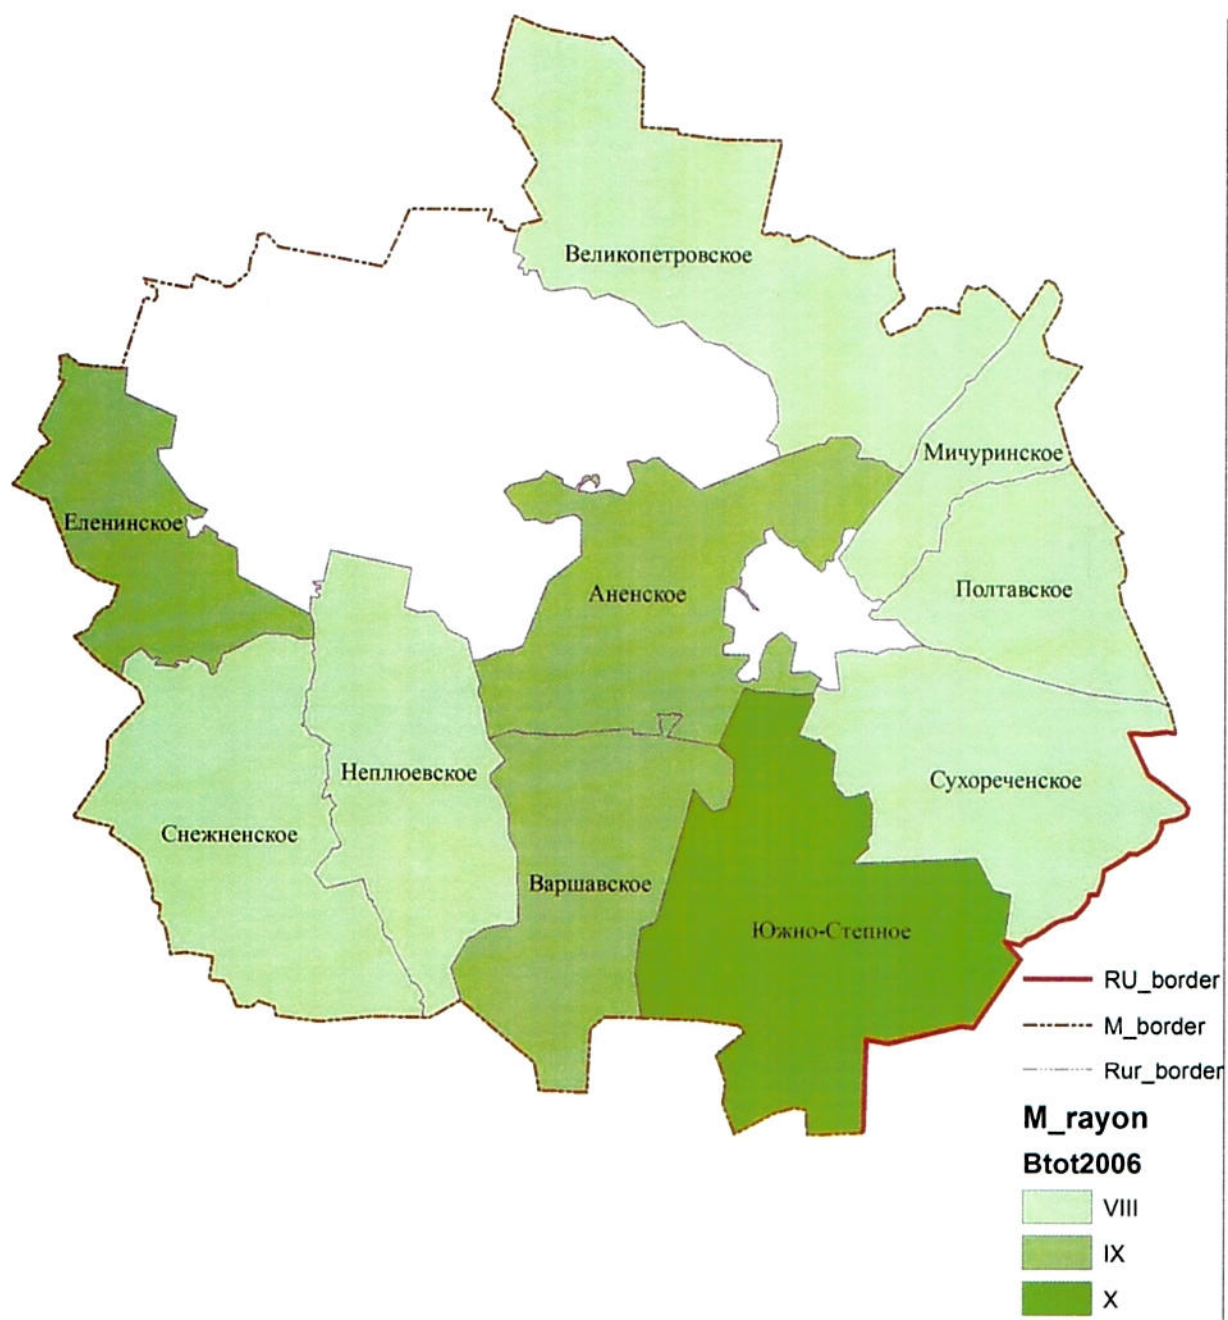 Великопетровское
Мичуринское
Еленинское
Аненское
Полтавское
Неплюевское
Сухореченское
Снежненское
Варшавское
Южно-Степное
RU_border
M_border
Rur_border
M_rayon
Btot2006
VIII
IX
X